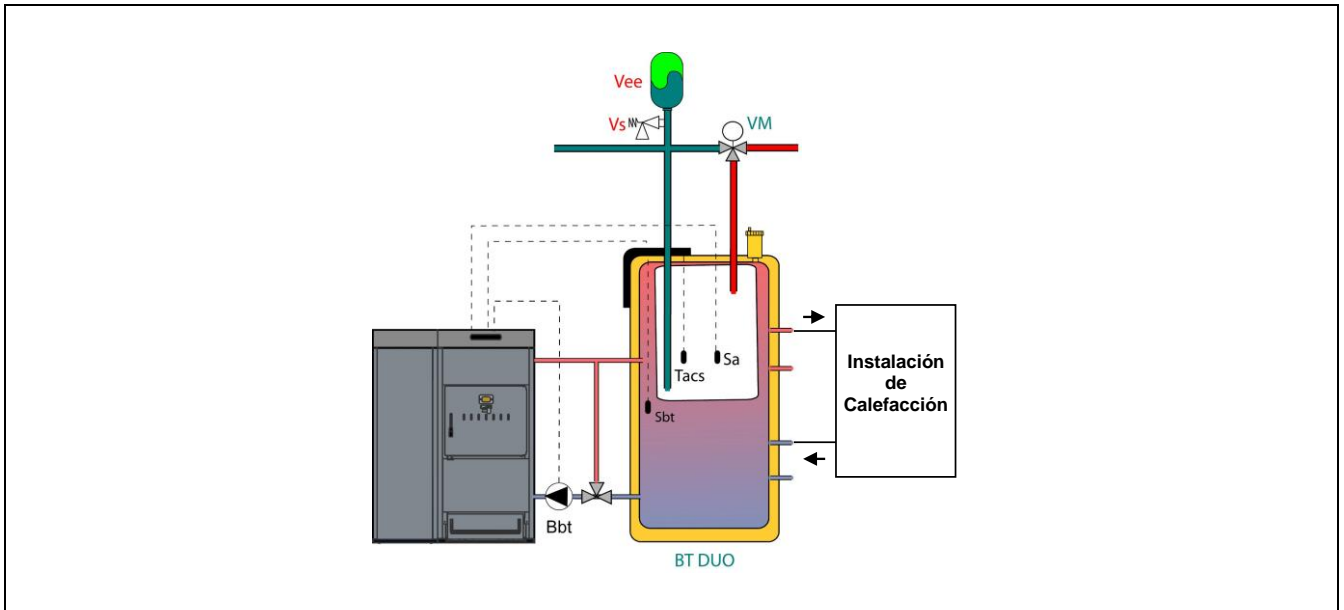 Vee
Vs
VM
Sa
Tacs
Sbt
Instalación
de
Calefacción
Bbt
BT DUO